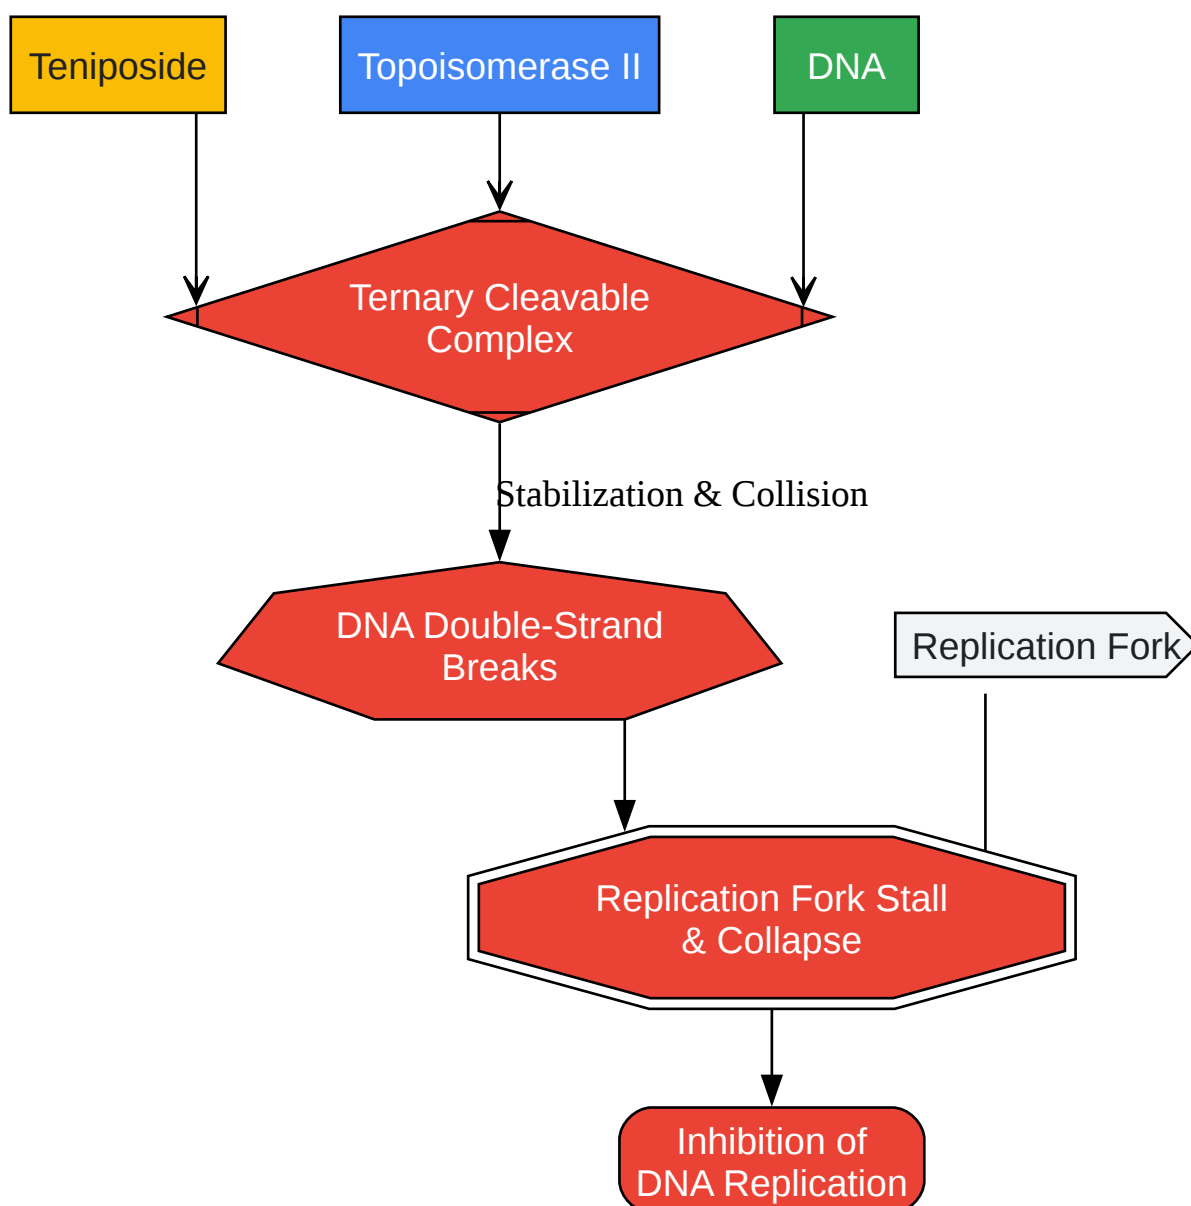 Teniposide
Topoisomerase II
DNA
Ternary Cleavable
Complex
Stabilization & Collision
DNA Double-Strand
Breaks
Replication Fork
Replication Fork Stall
& Collapse
Inhibition of
DNA Replication